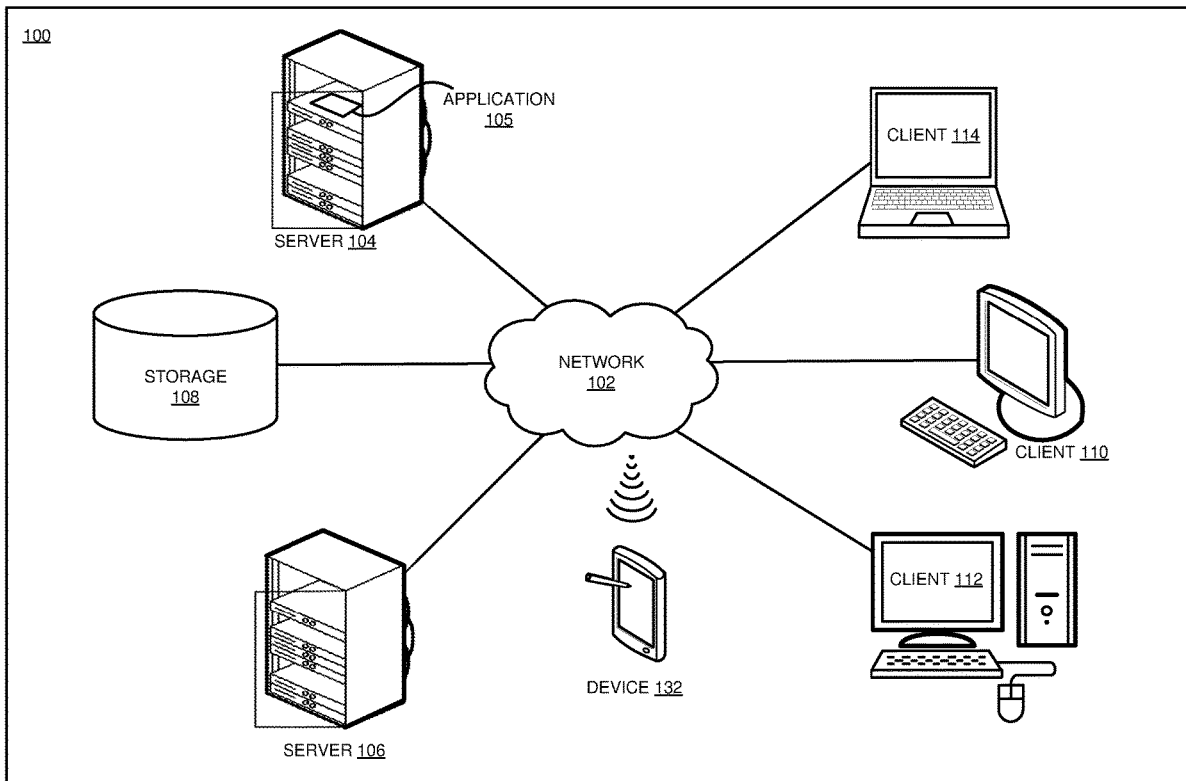 100
APPLICATION
105
SERVER 104
CLIENT 114
STORAGE
108
NETWORK
102
CLIENT 110
CLIENT 112
DEVICE 132
SERVER 106